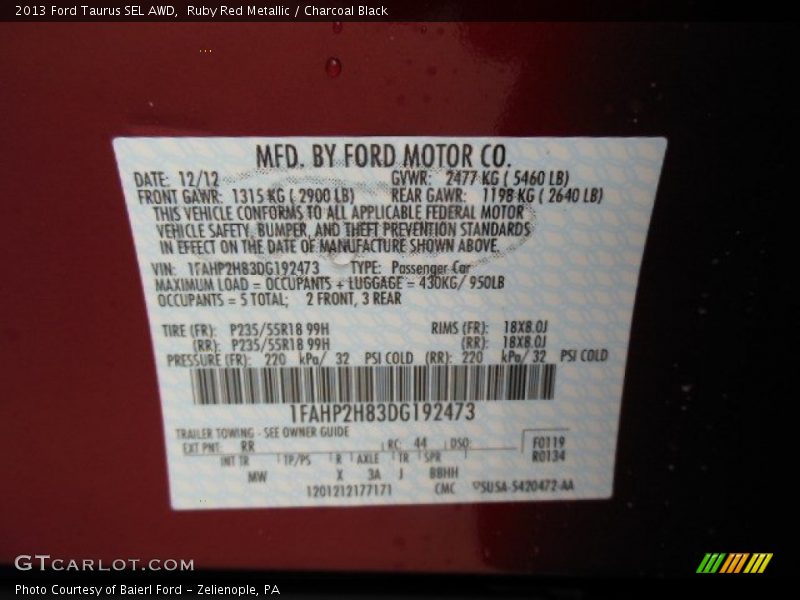 2013 Ford Taurus SEL AWD,  Ruby Red Metallic / Charcoal Black
MFD. BY FORD MOTOR CO.
DATE: 12/12 GVWR: 2477 KG ( 5460 LB)
FRONT GAWR: 1315 KG ( 2900 LB) REAR GAWR: 1198 KG ( 2640 LB)
THIS VEHICLE CONFORMS TO ALL APPLICABLE FEDERAL MOTOR
VEHICLE SAFETY, BUMPER, AND THEFT PREVENTION STANDARDS
IN EFFECT ON THE DATE OF MANUFACTURE SHOWN ABOVE.
VIN: 1FAHP2H83DG192473 TYPE: Passenger Car
MAXIMUM LOAD = OCCUPANTS + LUGGAGE = 430KG/ 950LB
OCCUPANTS = 5 TOTAL; 2 FRONT, 3 REAR
TIRE (FR): P235/55R18 99H RIMS (FR): 18X8.0J
(RR): P235/55R18 99H (RR): 18X8.0J
PRESSURE (FR): 220 kPa/ 32 PSI COLD (RR): 220 kPa/ 32 PSI COLD
1FAHP2H83DG192473
TRAILER TOWING - SEE OWNER GUIDE
EXT PNT: RR RC: 44 DSO: F0119
INT TR TP/PS R AXLE TR SPR R0134
MW X 3A J BBHH
1201212177171 CMC 5U5A-5420472-AA
GTCARLOT.COM
Photo Courtesy of Baierl Ford - Zelienople, PA